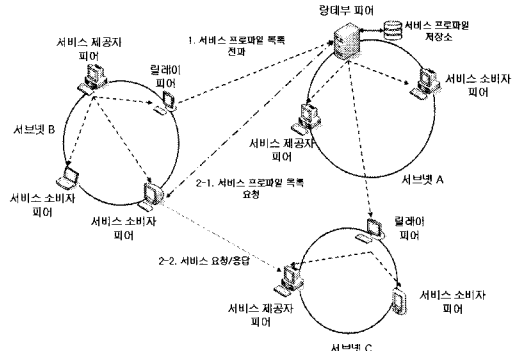 랑데부 피어
서비스 프로파일
저장소
서비스 제공자
피어
1. 서비스 프로파일 목록
전파
릴레이
피어
서비스 소비자
피어
서브넷 B
서비스 제공자
피어
서브넷 A
2-1. 서비스 프로파일 목록
요청
서비스 소비자
피어
서비스 소비자
피어
릴레이
피어
2-2. 서비스 요청/응답
서비스 제공자
피어
서비스 소비자
피어
서브넷 C